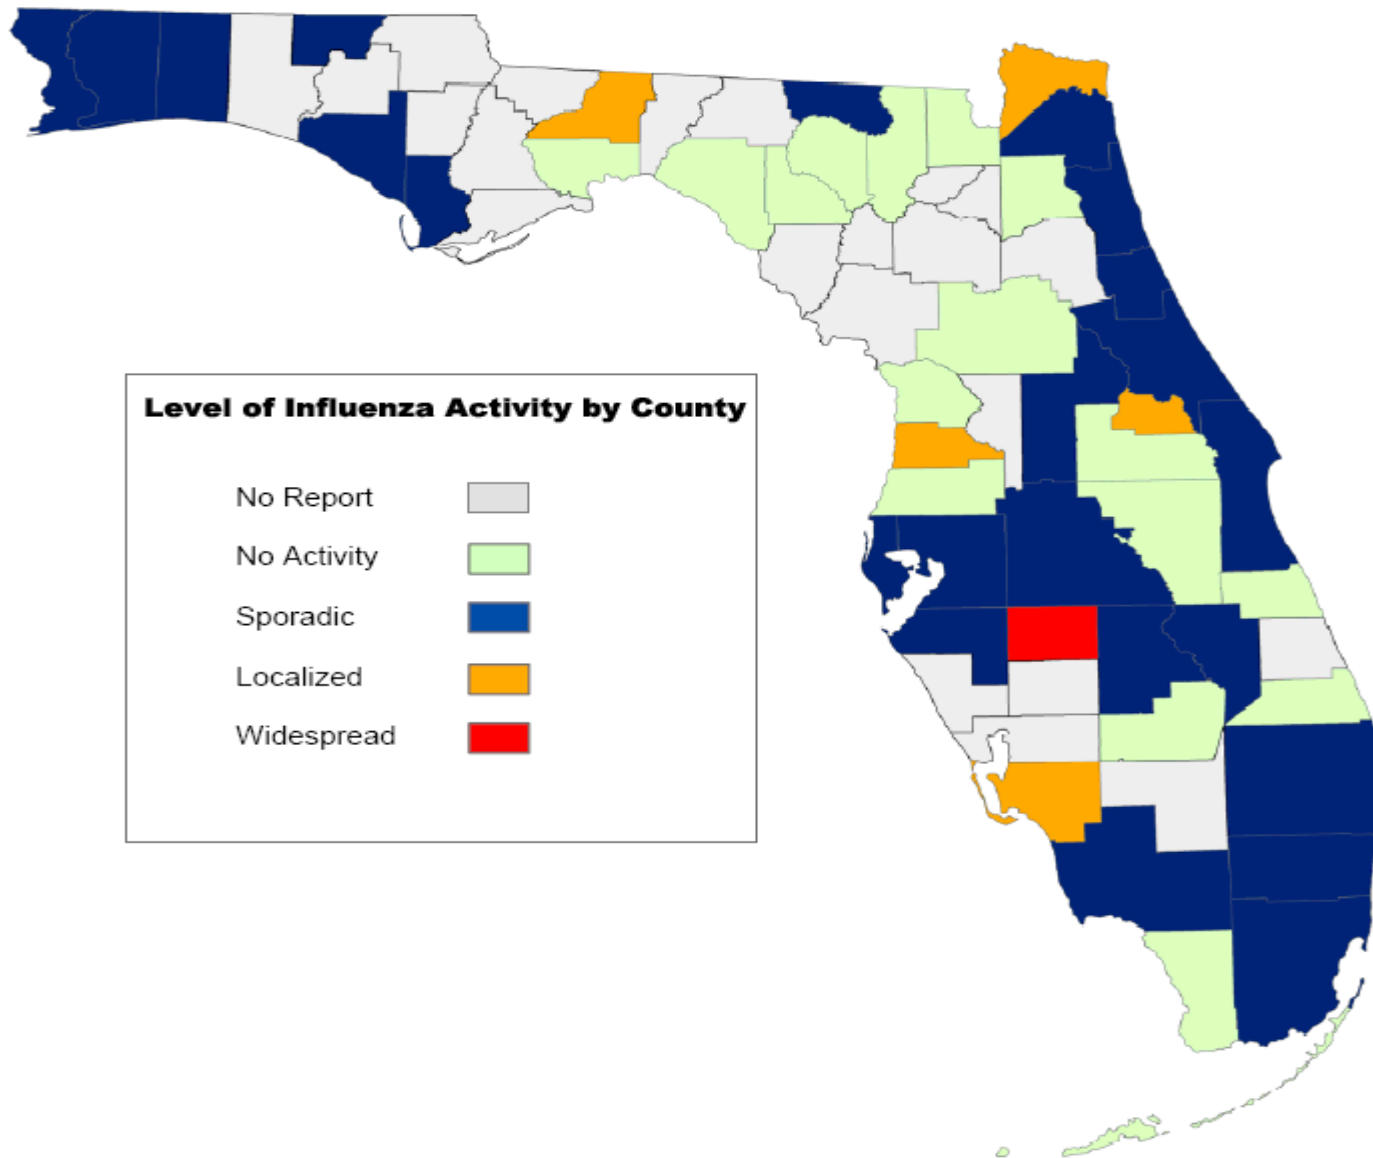 Level of Influenza Activity by County
No Report
No Activity
Sporadic
Localized
Widespread